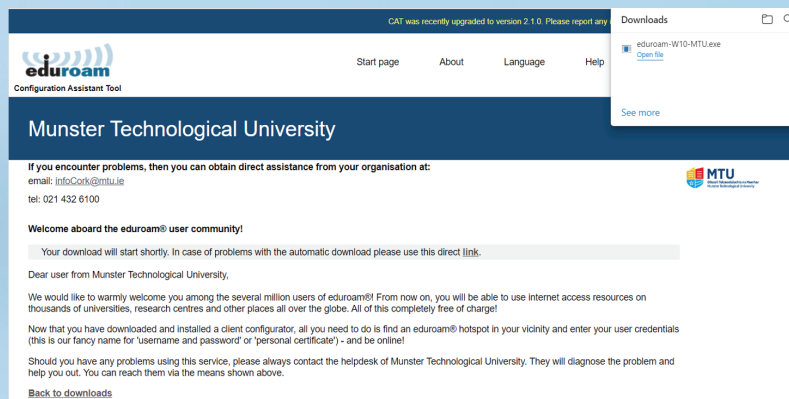 CAT was recently upgraded to version 2.1.0. Please report any
Downloads
eduroam-W10-MTU.exe
Open file
See more
eduroam
Configuration Assistant Tool
Start page
About
Language
Help
Munster Technological University
If you encounter problems, then you can obtain direct assistance from your organisation at:
email: infoCork@mtu.ie
tel: 021 432 6100
MTU
Welcome aboard the eduroam® user community!
Your download will start shortly. In case of problems with the automatic download please use this direct link.
Dear user from Munster Technological University,
We would like to warmly welcome you among the several million users of eduroam®! From now on, you will be able to use internet access resources on
thousands of universities, research centres and other places all over the globe. All of this completely free of charge!
Now that you have downloaded and installed a client configurator, all you need to do is find an eduroam® hotspot in your vicinity and enter your user credentials
(this is our fancy name for 'username and password' or 'personal certificate') - and be online!
Should you have any problems using this service, please always contact the helpdesk of Munster Technological University. They will diagnose the problem and
help you out. You can reach them via the means shown above.
Back to downloads